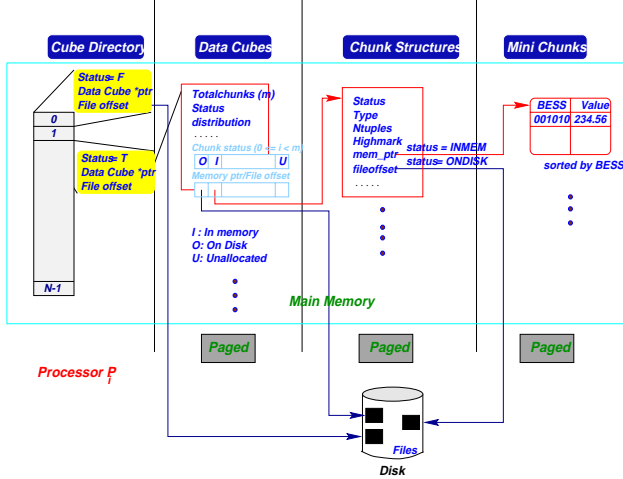 Cube Directory
Data Cubes
Chunk Structures
Mini Chunks
Status= F
Data Cube *ptr
File offset
0
1
Status= T
Data Cube *ptr
File offset
N-1
Totalchunks (m)
Status
distribution
. . . . .
Chunk status (0 <= i < m)
O I U
Memory ptr/File offset
I : In memory
O: On Disk
U: Unallocated
Status
Type
Ntuples
Highmark
mem_ptr
fileoffset
. . . . .
status = INMEM
status= ONDISK
BESS Value
001010 234.56
sorted by BESS
Main Memory
Paged
Paged
Paged
Processor P i
Files
Disk